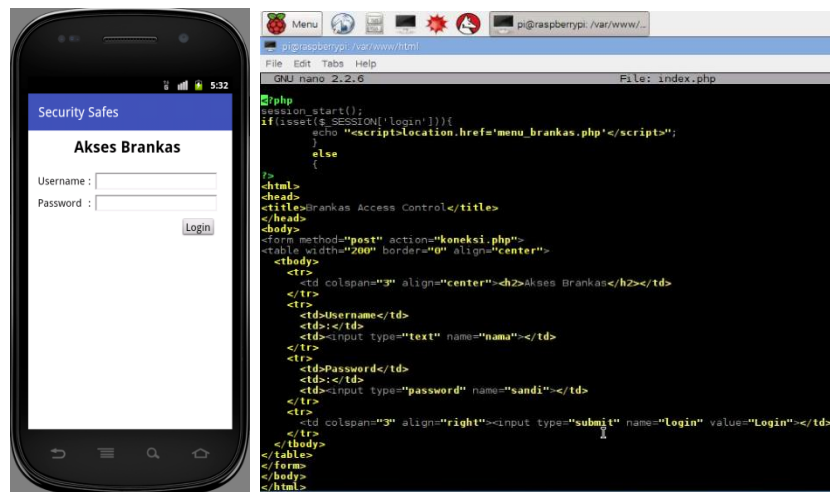 5:32
Security Safes
Akses Brankas
Username :
Password :
Login
Menu
pi@raspberrypi: /var/www/...
pi@raspberrypi: /var/www/html
File Edit Tabs Help
GNU nano 2.2.6 File: index.php
<?php
session_start();
if(isset($_SESSION['login'])){
echo "<script>location.href='menu_brankas.php'</script>";
}
else
{
?>
<html>
<head>
<title>Brankas Access Control</title>
</head>
<body>
<form method="post" action="koneksi.php">
<table width="200" border="0" align="center">
<tbody>
<tr>
<td colspan="3" align="center"><h2>Akses Brankas</h2></td>
</tr>
<tr>
<td>Username</td>
<td>:</td>
<td><input type="text" name="nama"></td>
</tr>
<tr>
<td>Password</td>
<td>:</td>
<td><input type="password" name="sandi"></td>
</tr>
<tr>
<td colspan="3" align="right"><input type="submit" name="login" value="Login"></td>
</tr>
</tbody>
</table>
</form>
</body>
</html>